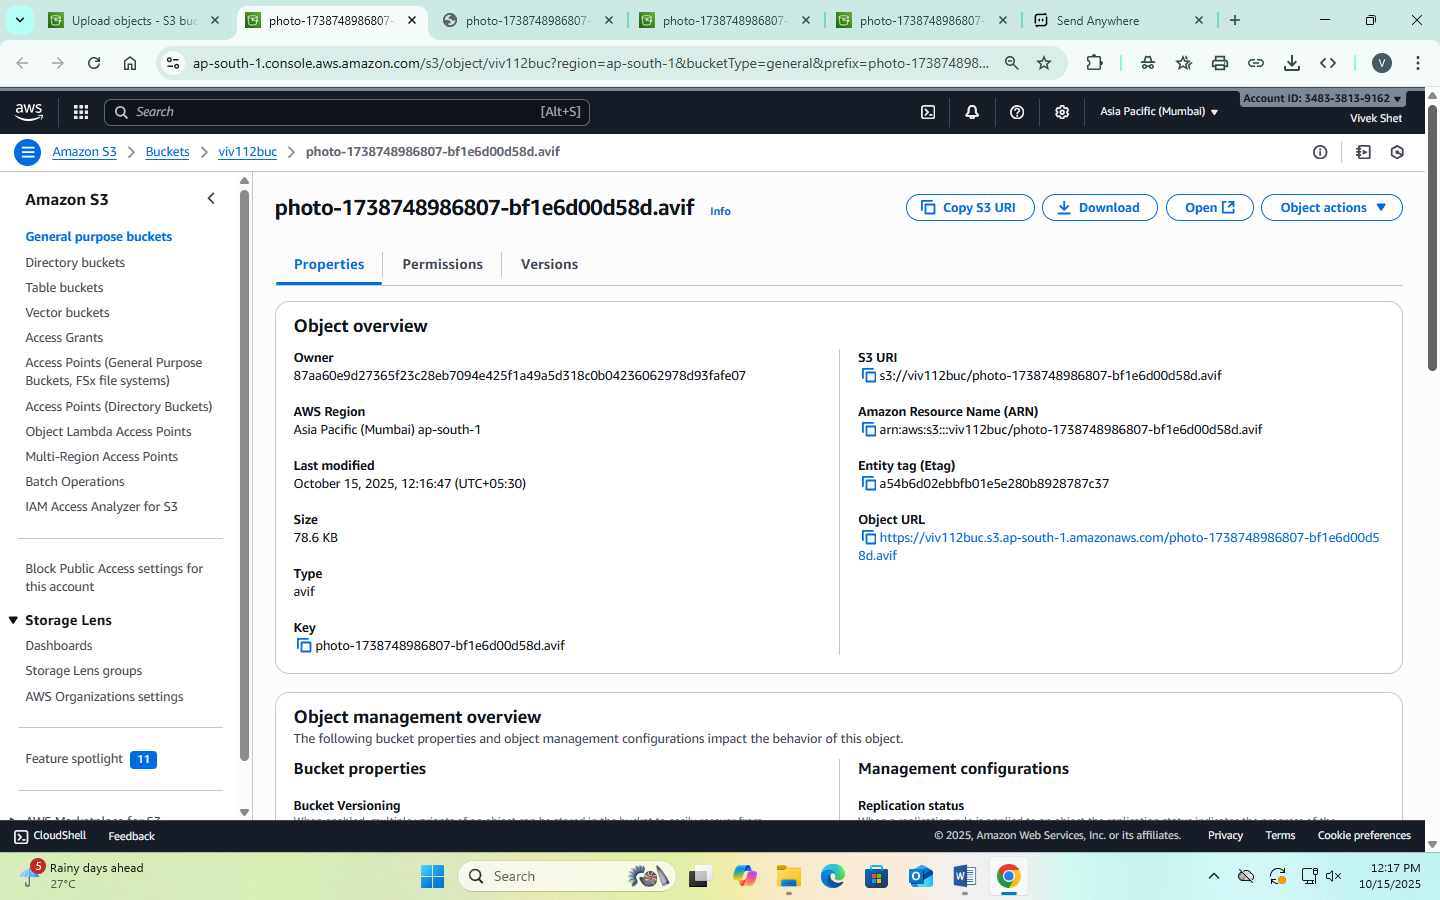 Upload objects - S3 buc
photo-1738748986807-
photo-1738748986807-
photo-1738748986807-
photo-1738748986807-
Send Anywhere
ap-south-1.console.aws.amazon.com/s3/object/viv112buc?region=ap-south-1&bucketType=general&prefix=photo-173874898...
V
aws
Search
[Alt+S]
Asia Pacific (Mumbai)
Account ID: 3483-3813-9162
Vivek Shet
Amazon S3
Buckets
viv112buc
photo-1738748986807-bf1e6d00d58d.avif
Amazon S3
General purpose buckets
Directory buckets
Table buckets
Vector buckets
Access Grants
Access Points (General Purpose
Buckets, FSx file systems)
Access Points (Directory Buckets)
Object Lambda Access Points
Multi-Region Access Points
Batch Operations
IAM Access Analyzer for S3
Block Public Access settings for
this account
Storage Lens
Dashboards
Storage Lens groups
AWS Organizations settings
Feature spotlight 11
AWS Marketplace for S3
photo-1738748986807-bf1e6d00d58d.avif Info
Copy S3 URI
Download
Open
Object actions
Properties
Permissions
Versions
Object overview
Owner
87aa60e9d27365f23c28eb7094e425f1a49a5d318c0b04236062978d93fafe07
AWS Region
Asia Pacific (Mumbai) ap-south-1
Last modified
October 15, 2025, 12:16:47 (UTC+05:30)
Size
78.6 KB
Type
avif
Key
photo-1738748986807-bf1e6d00d58d.avif
S3 URI
s3://viv112buc/photo-1738748986807-bf1e6d00d58d.avif
Amazon Resource Name (ARN)
arn:aws:s3:::viv112buc/photo-1738748986807-bf1e6d00d58d.avif
Entity tag (Etag)
a54b6d02ebbfb01e5e280b8928787c37
Object URL
https://viv112buc.s3.ap-south-1.amazonaws.com/photo-1738748986807-bf1e6d00d5
8d.avif
Object management overview
The following bucket properties and object management configurations impact the behavior of this object.
Bucket properties
Bucket Versioning
Management configurations
Replication status
CloudShell
Feedback
© 2025, Amazon Web Services, Inc. or its affiliates.
Privacy
Terms
Cookie preferences
5
Rainy days ahead
27°C
Search
12:17 PM
10/15/2025